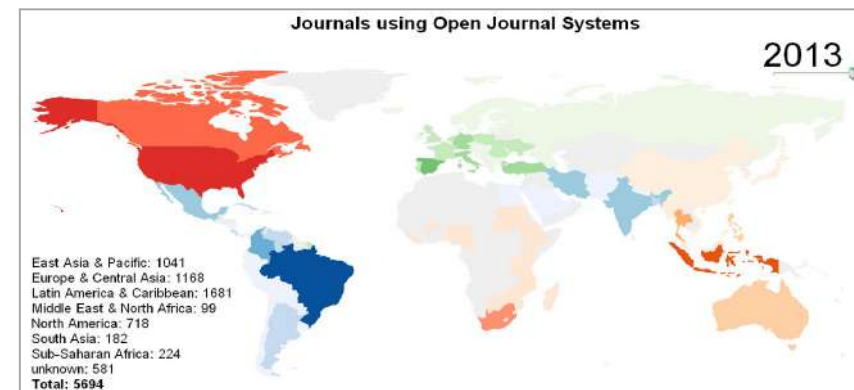 Journals using Open Journal Systems
2013
East Asia & Pacific: 1041
Europe & Central Asia: 1168
Latin America & Caribbean: 1681
Middle East & North Africa: 99
North America: 718
South Asia: 182
Sub-Saharan Africa: 224
unknown: 581
Total: 5694